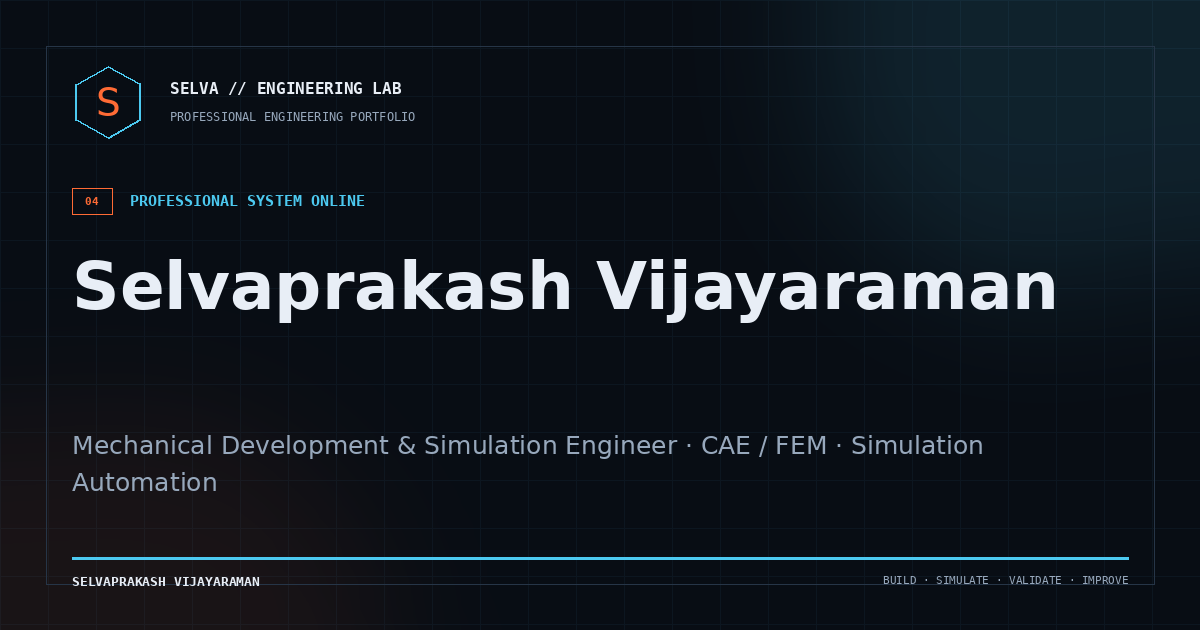 S
SELVA // ENGINEERING LAB
PROFESSIONAL ENGINEERING PORTFOLIO
04
PROFESSIONAL SYSTEM ONLINE
Selvaprakash Vijayaraman
Mechanical Development & Simulation Engineer · CAE / FEM · Simulation
Automation
SELVAPRAKASH VIJAYARAMAN
BUILD · SIMULATE · VALIDATE · IMPROVE